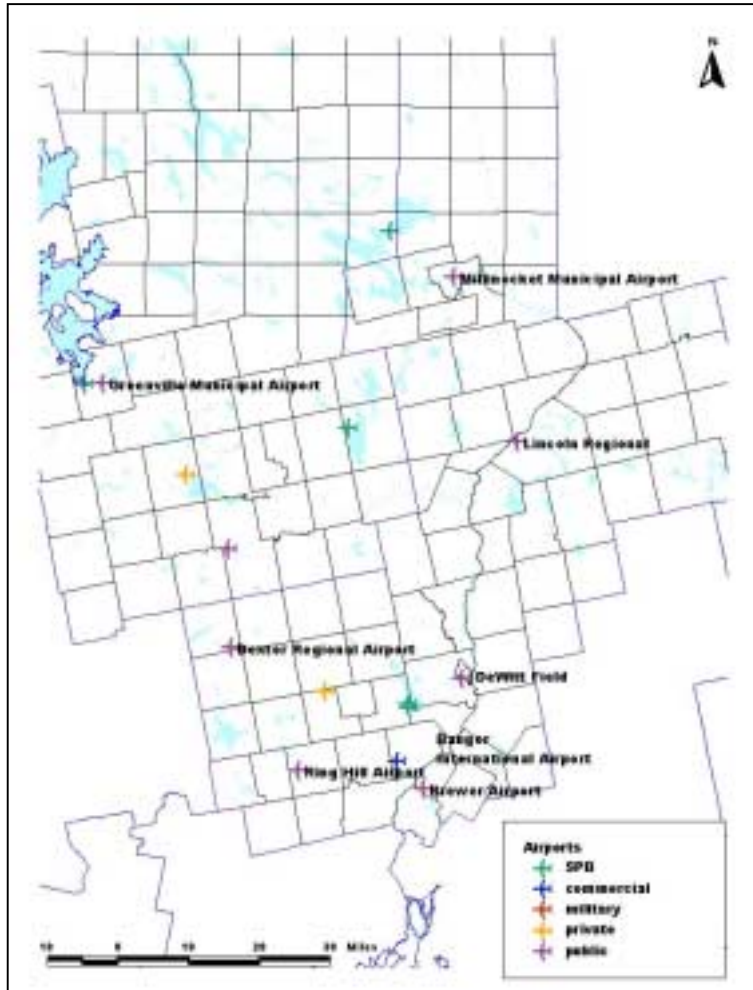 N
Millinocket Municipal Airport
Greenville Municipal Airport
Lincoln Regional
Dexter Regional Airport
DeWitt Field
Bangor
International Airport
Ring Hill Airport
Brewer Airport
Airports
SPB
commercial
military
private
public
10 0 10 20 30 Miles